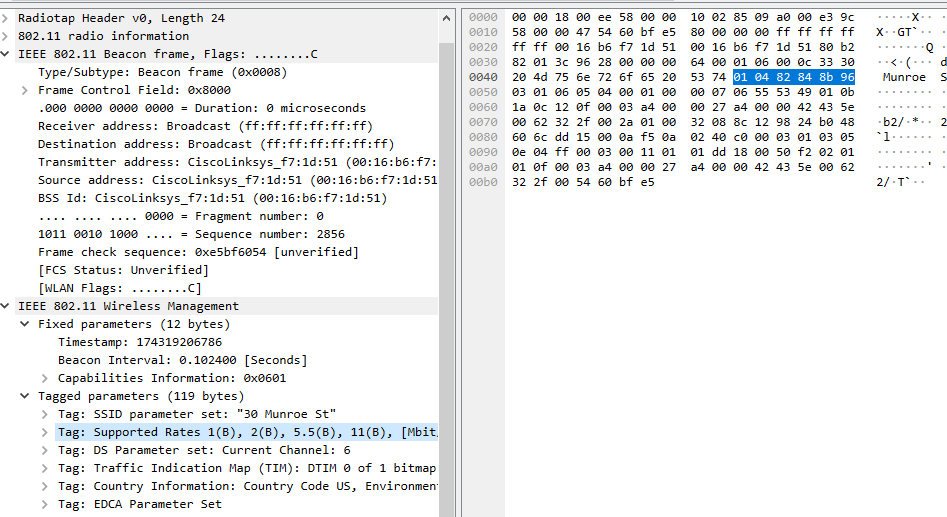 Radiotap Header v0, Length 24
802.11 radio information
IEEE 802.11 Beacon frame, Flags: ........C
Type/Subtype: Beacon frame (0x0008)
Frame Control Field: 0x8000
.000 0000 0000 0000 = Duration: 0 microseconds
Receiver address: Broadcast (ff:ff:ff:ff:ff:ff)
Destination address: Broadcast (ff:ff:ff:ff:ff:ff)
Transmitter address: CiscoLinksys_f7:1d:51 (00:16:b6:f7:
Source address: CiscoLinksys_f7:1d:51 (00:16:b6:f7:1d:51
BSS Id: CiscoLinksys_f7:1d:51 (00:16:b6:f7:1d:51)
.... .... .... 0000 = Fragment number: 0
1011 0010 1000 .... = Sequence number: 2856
Frame check sequence: 0xe5bf6054 [unverified]
[FCS Status: Unverified]
[WLAN Flags: ........C]
IEEE 802.11 Wireless Management
Fixed parameters (12 bytes)
Timestamp: 174319206786
Beacon Interval: 0.102400 [Seconds]
Capabilities Information: 0x0601
Tagged parameters (119 bytes)
Tag: SSID parameter set: "30 Munroe St"
Tag: Supported Rates 1(B), 2(B), 5.5(B), 11(B), [Mbit/
Tag: DS Parameter set: Current Channel: 6
Tag: Traffic Indication Map (TIM): DTIM 0 of 1 bitmap
Tag: Country Information: Country Code US, Environmen
Tag: EDCA Parameter Set
0000 00 00 18 00 ee 58 00 00 10 02 85 09 a0 00 e3 9c ·····X··
0010 58 00 00 47 54 60 bf e5 80 00 00 00 ff ff ff ff X··GT`··
0020 ff ff 00 16 b6 f7 1d 51 00 16 b6 f7 1d 51 80 b2 ·······Q
0030 82 01 3c 96 28 00 00 00 64 00 01 06 00 0c 33 30 ··<·(··· d
0040 20 4d 75 6e 72 6f 65 20 53 74 01 04 82 84 8b 96 Munroe S
0050 03 01 06 05 04 00 01 00 00 07 06 55 53 49 01 0b ········
0060 1a 0c 12 0f 00 03 a4 00 00 27 a4 00 00 42 43 5e ········
0070 00 62 32 2f 00 2a 01 00 32 08 8c 12 98 24 b0 48 ·b2/·*·· 2
0080 60 6c dd 15 00 0a f5 0a 02 40 c0 00 03 01 03 05 `l······
0090 0e 04 ff 00 03 00 11 01 01 dd 18 00 50 f2 02 01 ········
00a0 01 0f 00 03 a4 00 00 27 a4 00 00 42 43 5e 00 62 ·······'
00b0 32 2f 00 54 60 bf e5 2/·T`··